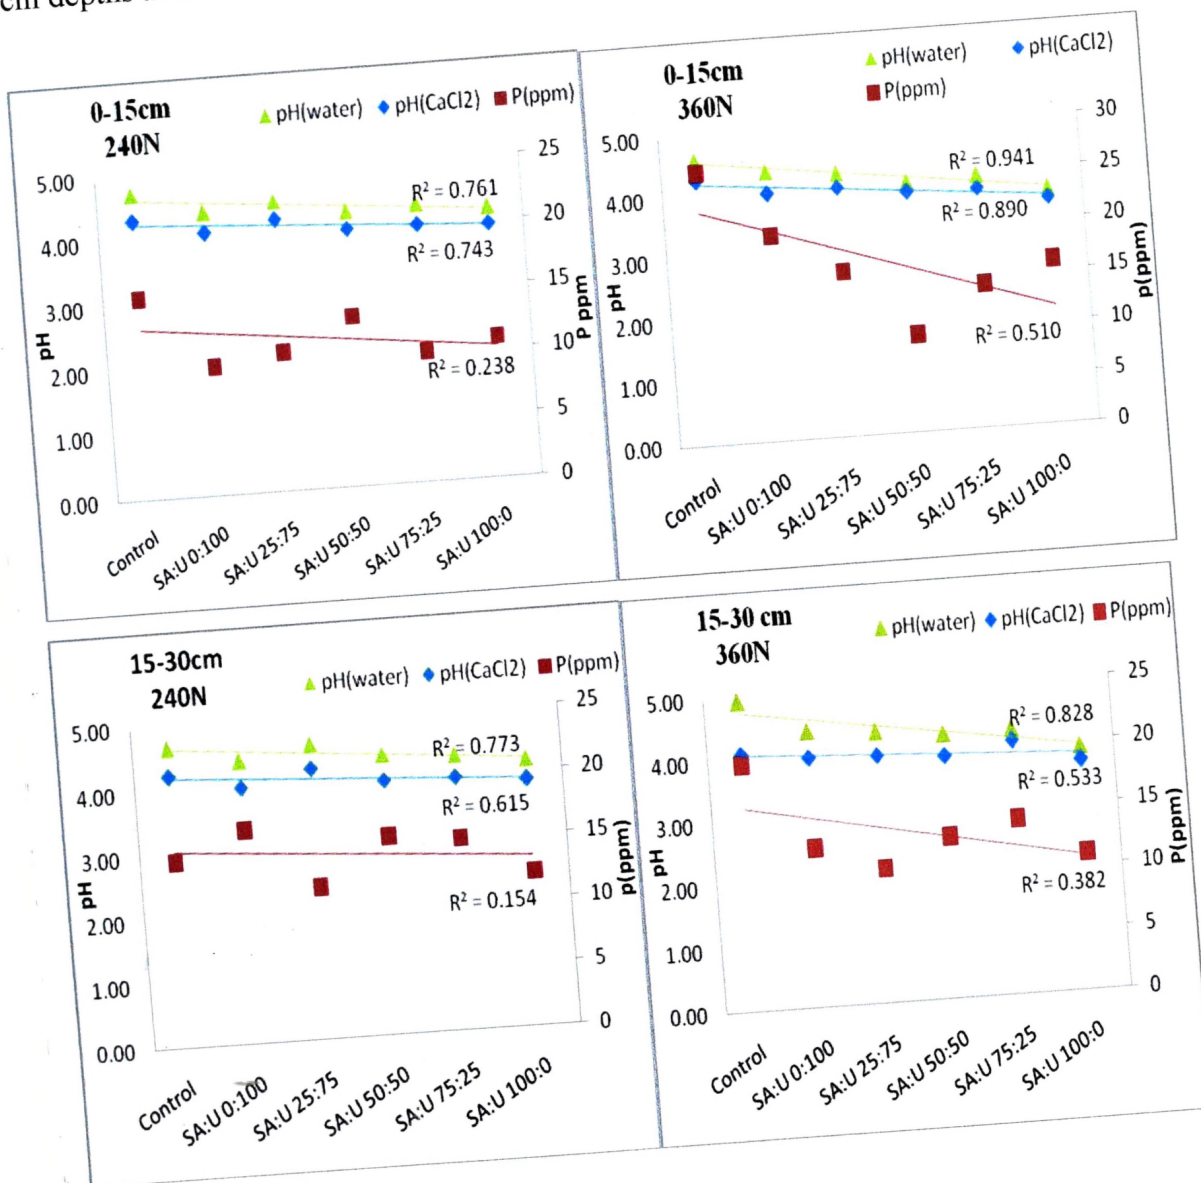 0-15cm
240N
pH(water) pH(CaCl2) P(ppm)
5.00
4.00
3.00
2.00
1.00
0.00
pH
25
20
15
10
5
0
P ppm
R² = 0.761
R² = 0.743
R² = 0.238
Control
SA:U 0:100
SA:U 25:75
SA:U 50:50
SA:U 75:25
SA:U 100:0
0-15cm
360N
pH(water) pH(CaCl2)
P(ppm)
5.00
4.00
3.00
2.00
1.00
0.00
pH
30
25
20
15
10
5
0
p(ppm)
R² = 0.941
R² = 0.890
R² = 0.510
Control
SA:U 0:100
SA:U 25:75
SA:U 50:50
SA:U 75:25
SA:U 100:0
15-30cm
240N
pH(water) pH(CaCl2) P(ppm)
5.00
4.00
3.00
2.00
1.00
0.00
pH
25
20
15
10
5
0
p(ppm)
R² = 0.773
R² = 0.615
R² = 0.154
Control
SA:U 0:100
SA:U 25:75
SA:U 50:50
SA:U 75:25
SA:U 100:0
15-30 cm
360N
pH(water) pH(CaCl2) P(ppm)
5.00
4.00
3.00
2.00
1.00
0.00
pH
25
20
15
10
5
0
p(ppm)
R² = 0.828
R² = 0.533
R² = 0.382
Control
SA:U 0:100
SA:U 25:75
SA:U 50:50
SA:U 75:25
SA:U 100:0